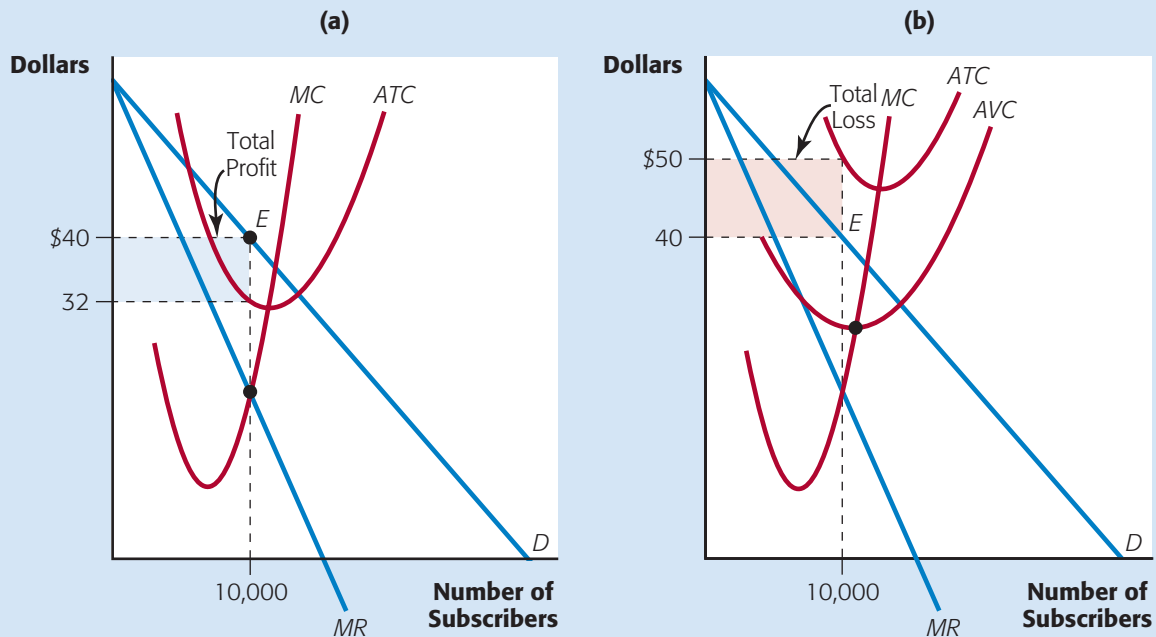 (a)
Dollars
MC
ATC
Total
Profit
E
$40
32
D
10,000
Number of
Subscribers
MR
(b)
Dollars
ATC
Total
MC
Loss
AVC
$50
E
40
D
10,000
Number of
Subscribers
MR